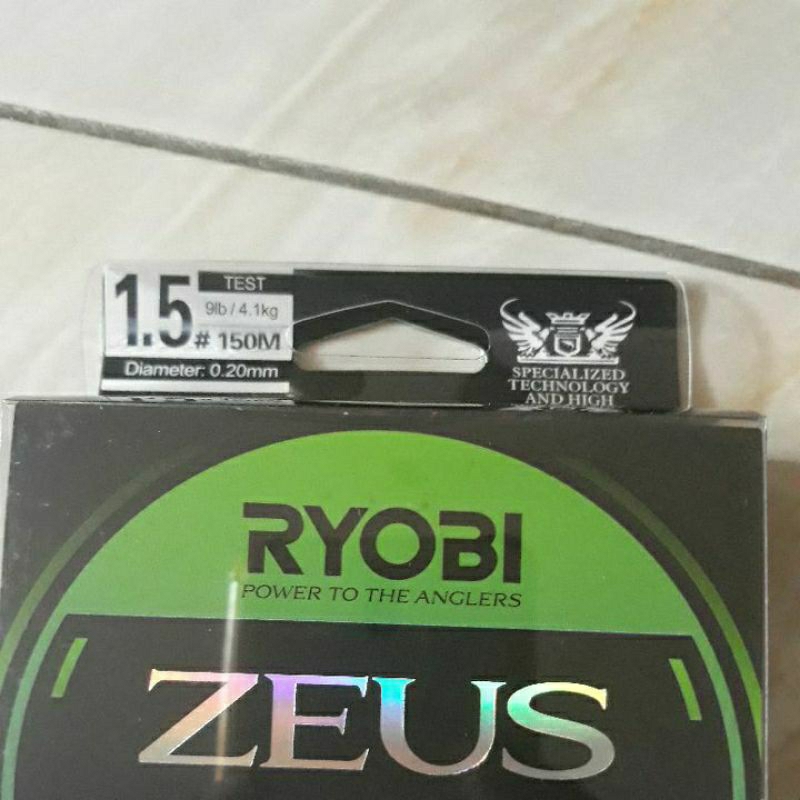 1.5
TEST
9lb / 4.1kg
# 150M
Diameter: 0.20mm
SPECIALIZED
TECHNOLOGY
AND HIGH
RYOBI
POWER TO THE ANGLERS
ZEUS